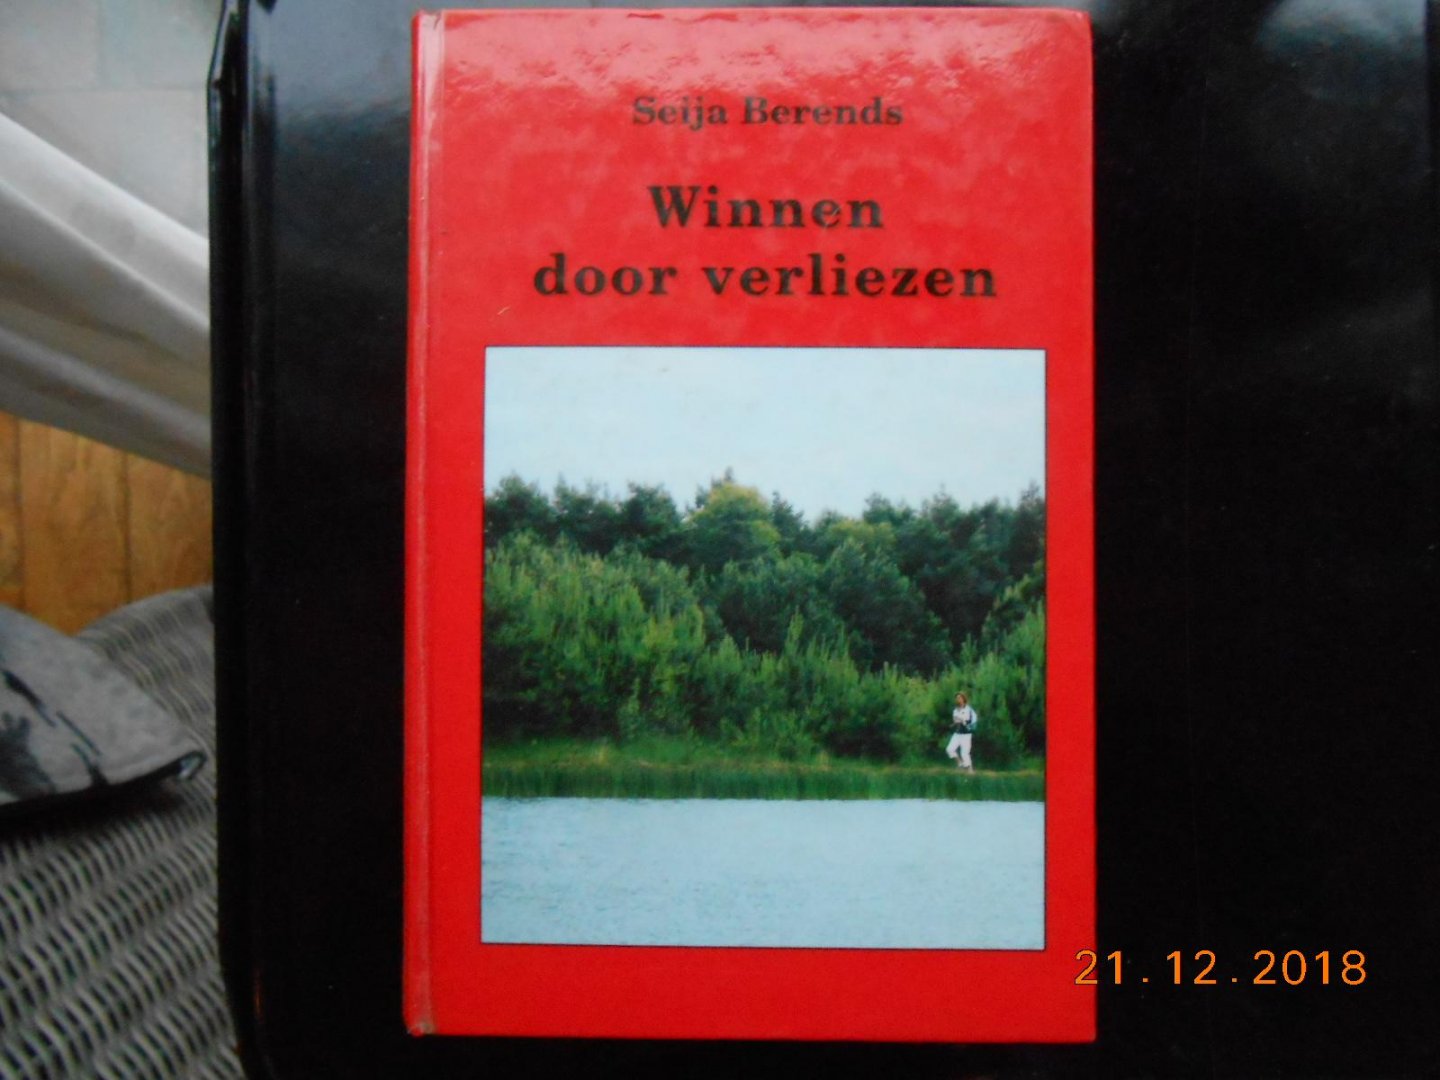 Seija Berends
Winnen
door verliezen
21.12.2018